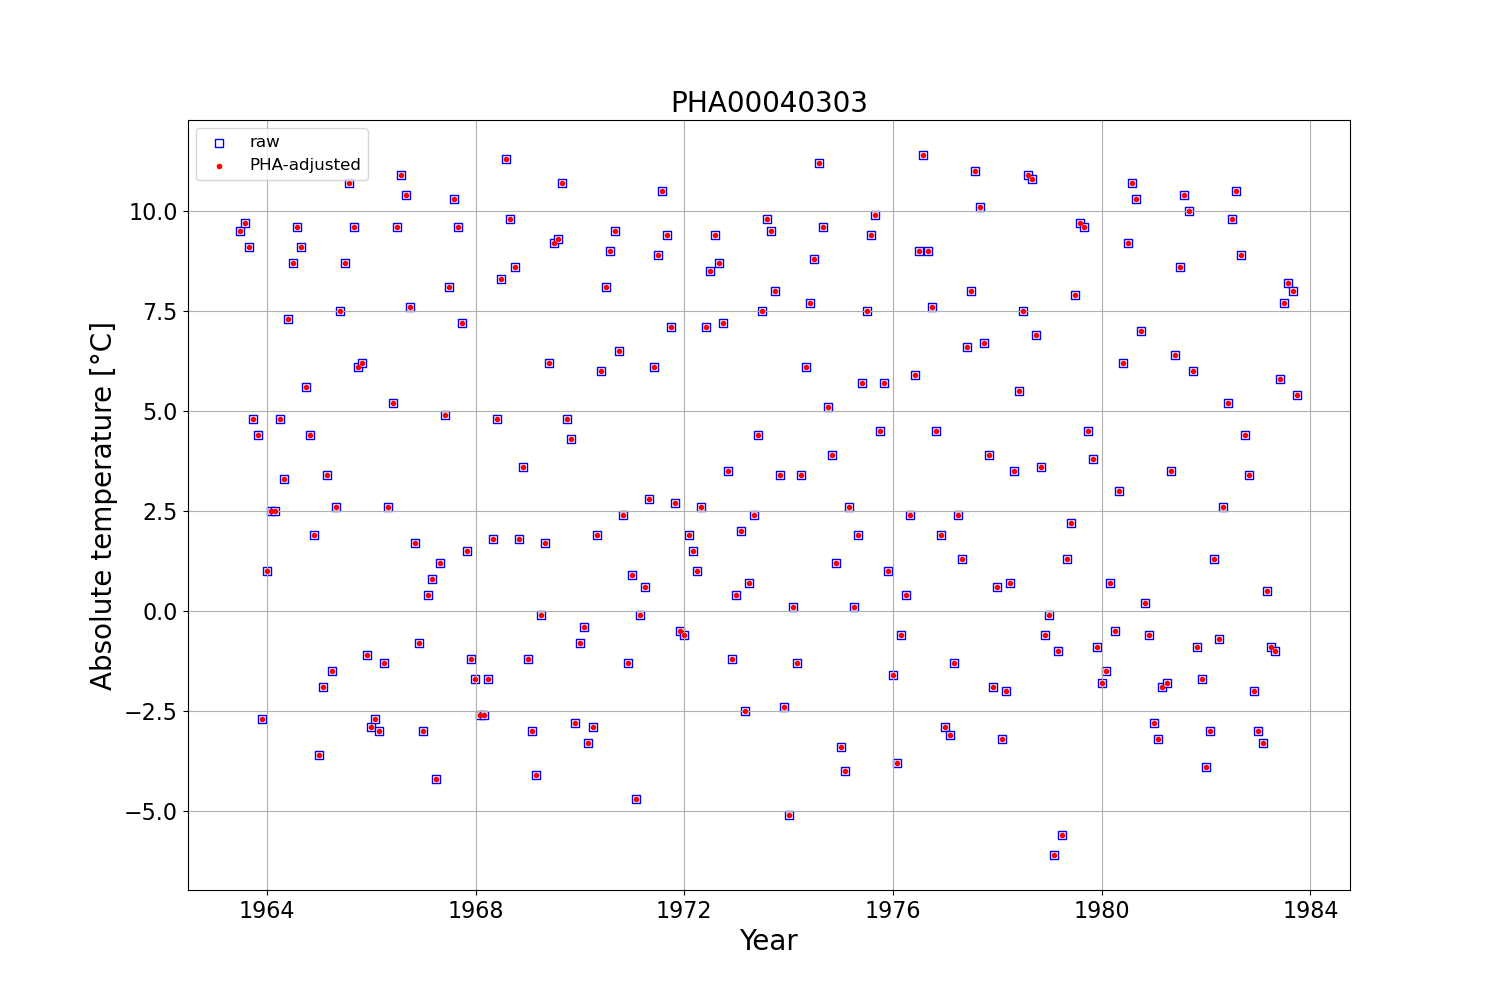 PHA00040303
raw
PHA-adjusted
Absolute temperature [°C]
10.0
7.5
5.0
2.5
0.0
−2.5
−5.0
1964 1968 1972 1976 1980 1984
Year